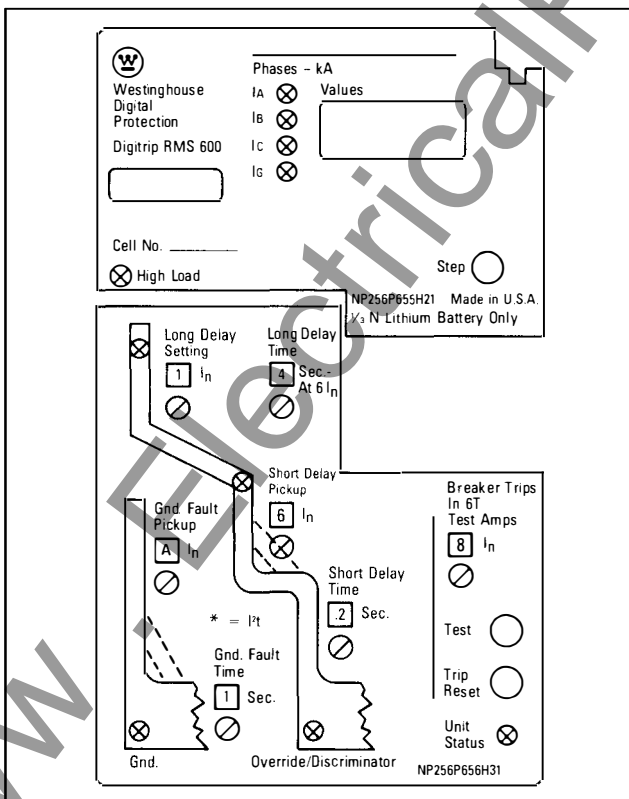 W
Westinghouse
Digital
Protection
Digitrip RMS 600
Phases - kA
IA
IB
IC
IG
Values
Cell No.
High Load
Step
NP256P655H21 Made in U.S.A.
⅓ N Lithium Battery Only
Long Delay
Setting
1 In
Long Delay
Time
4 Sec.-
At 6 In
Short Delay
Pickup
6 In
Gnd. Fault
Pickup
A In
Breaker Trips
In 6T
Test Amps
8 In
Short Delay
Time
.2 Sec.
* = I²t
Gnd. Fault
Time
1 Sec.
Test
Trip
Reset
Unit
Status
Gnd.
Override/Discriminator
NP256P656H31
www.Electrical